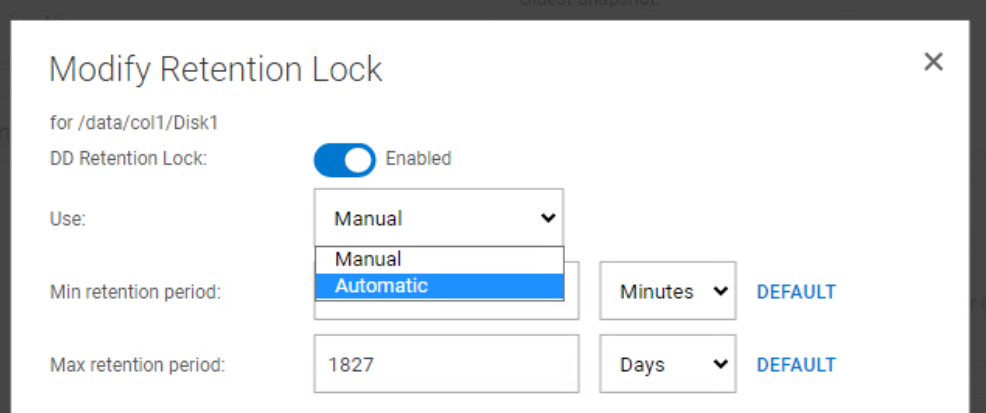 Oldest Snapshot:
Modify Retention Lock
for /data/col1/Disk1
DD Retention Lock: Enabled
Use: Manual
Manual
Automatic
Min retention period: Minutes DEFAULT
Max retention period: 1827 Days DEFAULT